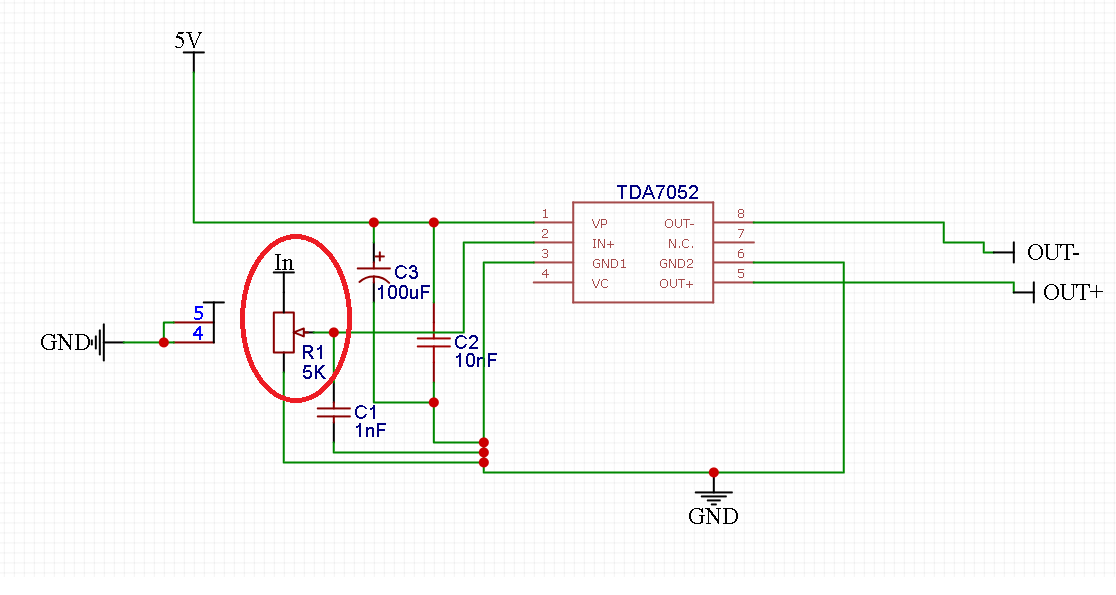 5V
TDA7052
1 VP OUT- 8
2 IN+ N.C. 7
3 GND1 GND2 6
4 VC OUT+ 5
OUT-
OUT+
In
+
C3
100uF
5
4
GND
R1
5K
C2
10nF
C1
1nF
GND